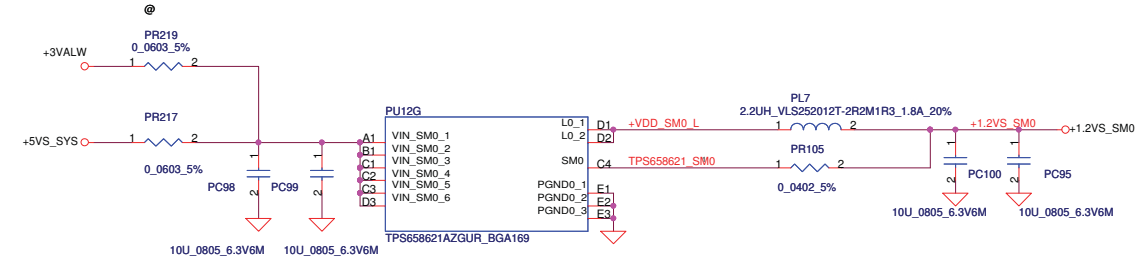 @
PR219
0_0603_5%
+3VALW
1
2
PR217
+5VS_SYS
1
2
0_0603_5%
1
2
PC98
1
2
PC99
10U_0805_6.3V6M
10U_0805_6.3V6M
PU12G
A1
B1
C1
C2
C3
D3
VIN_SM0_1
VIN_SM0_2
VIN_SM0_3
VIN_SM0_4
VIN_SM0_5
VIN_SM0_6
L0_1
L0_2
SM0
PGND0_1
PGND0_2
PGND0_3
D1
D2
C4
E1
E2
E3
TPS658621AZGUR_BGA169
+VDD_SM0_L
TPS658621_SM0
PL7
2.2UH_VLS252012T-2R2M1R3_1.8A_20%
1
2
PR105
1
2
0_0402_5%
+1.2VS_SM0
+1.2VS_SM0
1
2
PC100
1
2
PC95
10U_0805_6.3V6M
10U_0805_6.3V6M